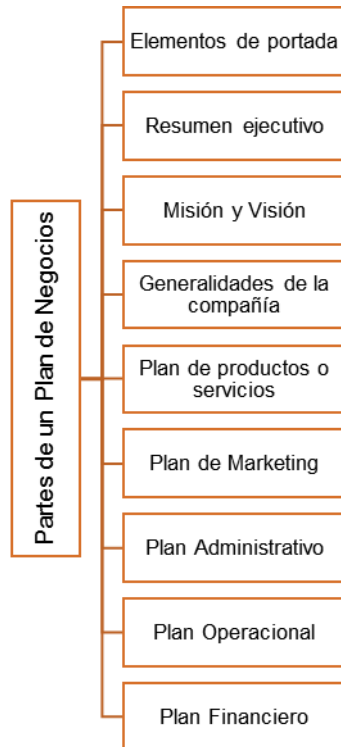 Partes de un Plan de Negocios
Elementos de portada
Resumen ejecutivo
Misión y Visión
Generalidades de la
compañía
Plan de productos o
servicios
Plan de Marketing
Plan Administrativo
Plan Operacional
Plan Financiero